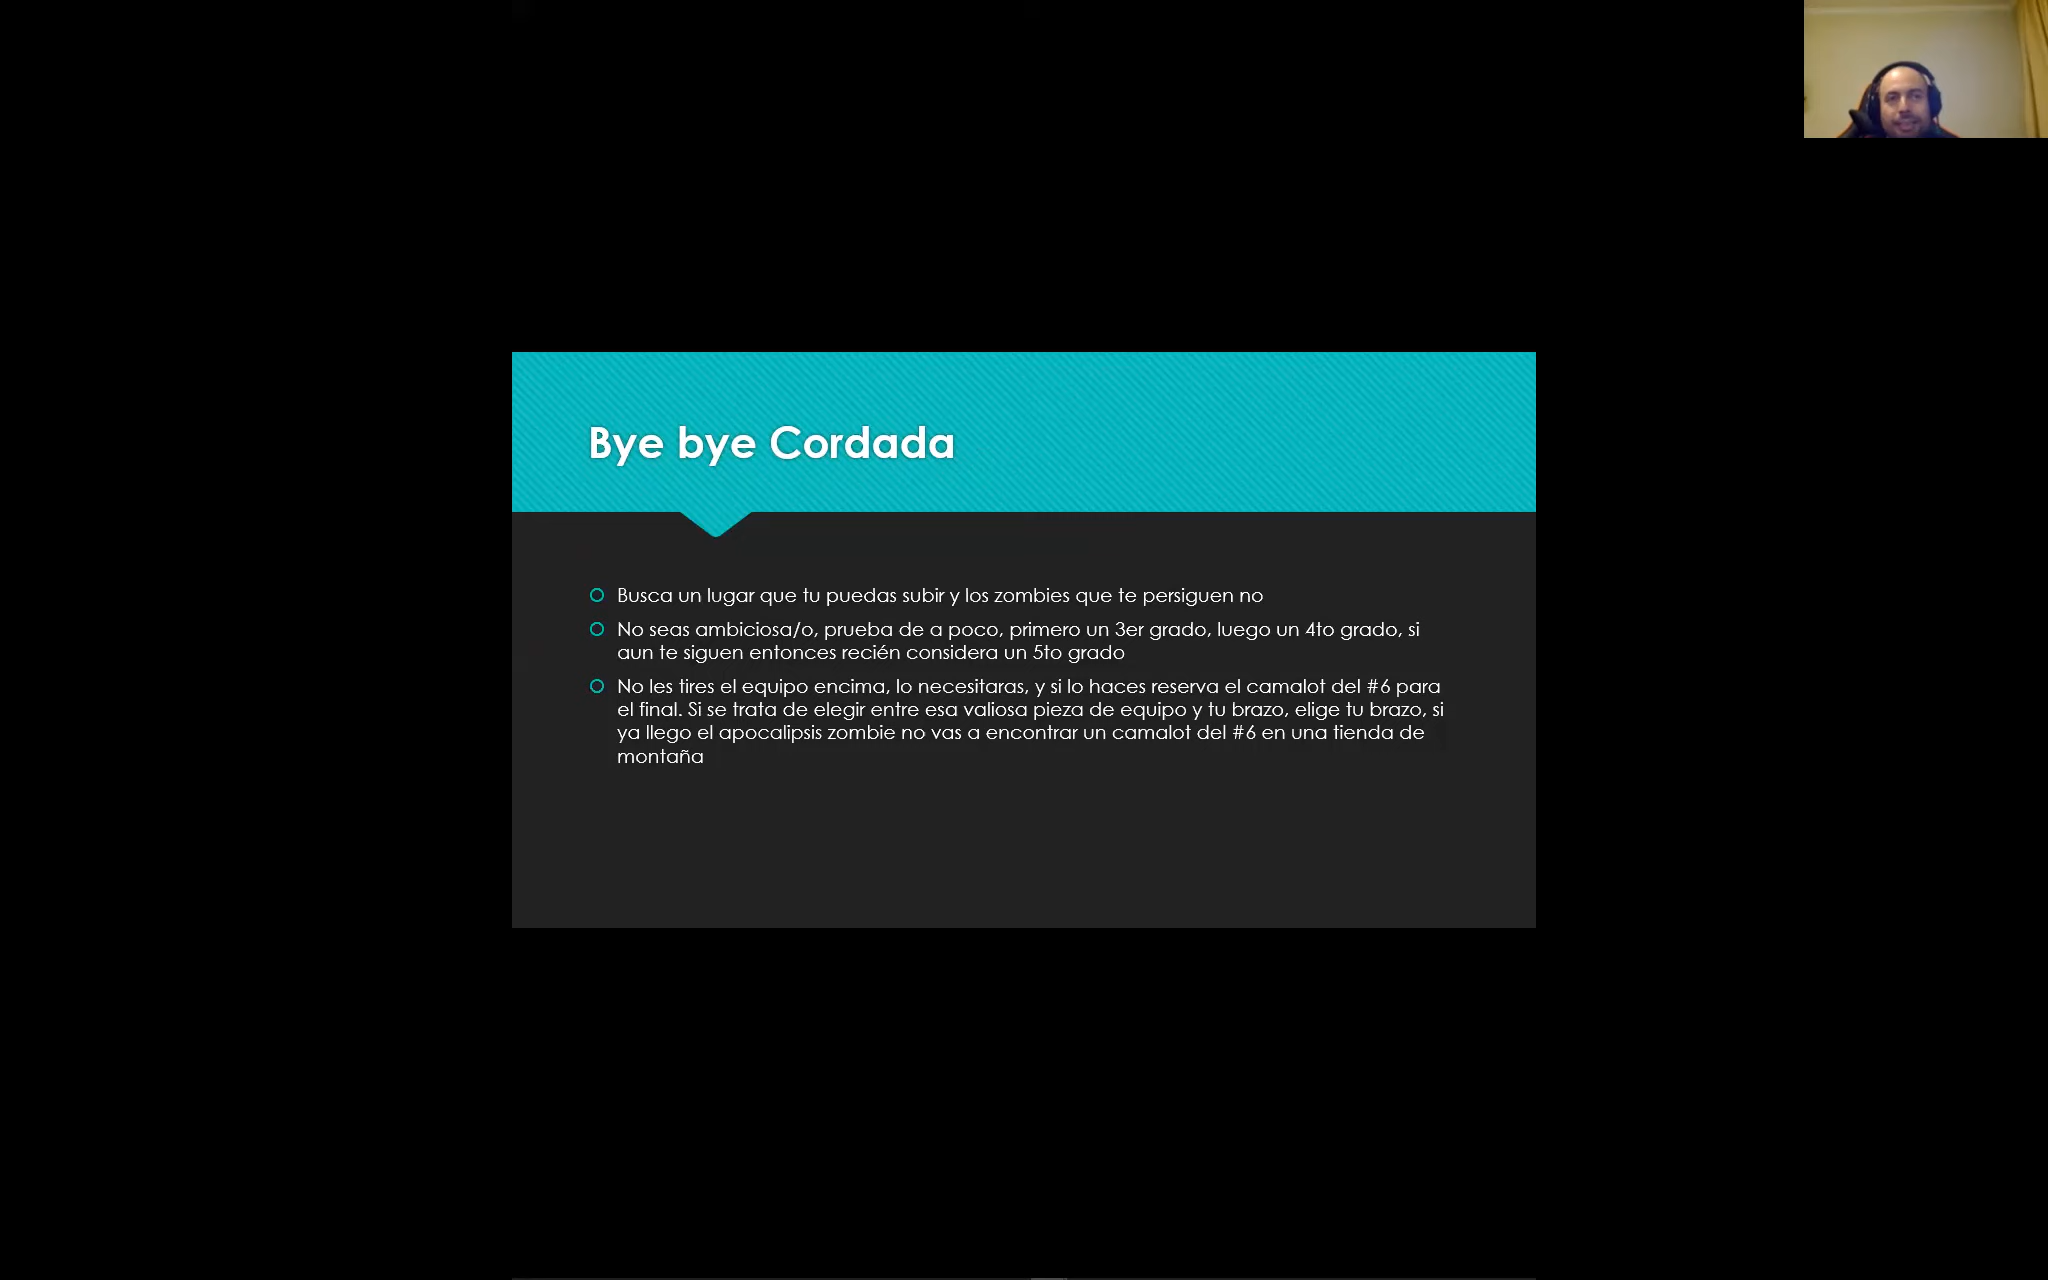 Bye bye Cordada
Busca un lugar que tu puedas subir y los zombies que te persiguen no
No seas ambiciosa/o, prueba de a poco, primero un 3er grado, luego un 4to grado, si
aun te siguen entonces recién considera un 5to grado
No les tires el equipo encima, lo necesitaras, y si lo haces reserva el camalot del #6 para
el final. Si se trata de elegir entre esa valiosa pieza de equipo y tu brazo, elige tu brazo, si
ya llego el apocalipsis zombie no vas a encontrar un camalot del #6 en una tienda de
montaña